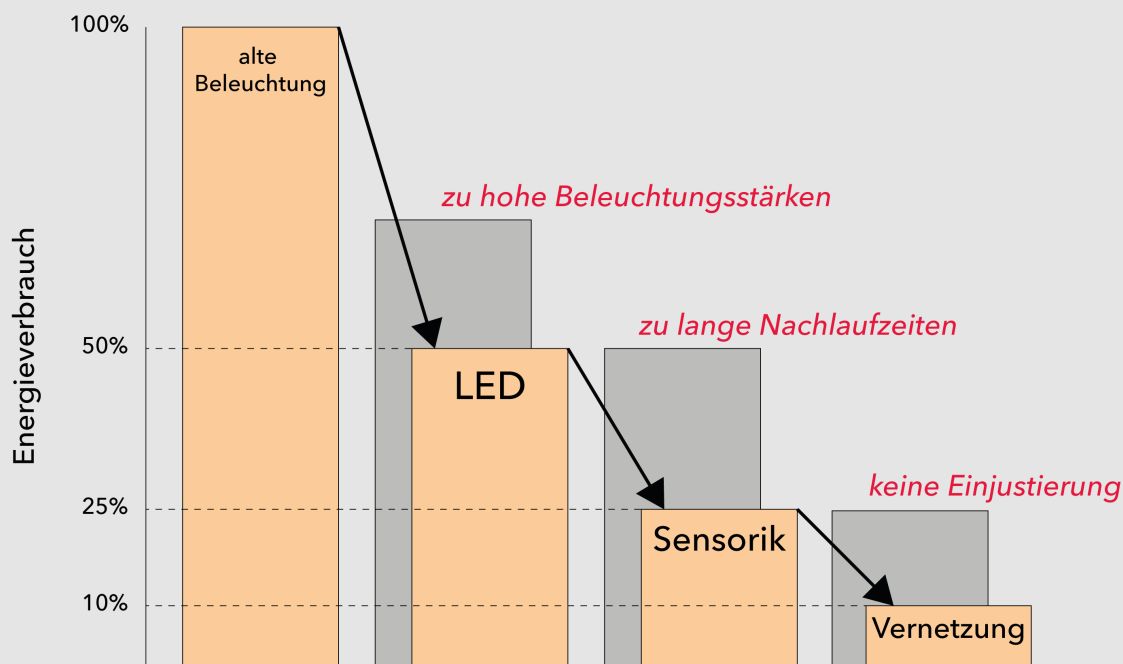 100%
alte
Beleuchtung
zu hohe Beleuchtungsstärken
zu lange Nachlaufzeiten
50%
LED
keine Einjustierung
25%
Sensorik
10%
Vernetzung
Energieverbrauch